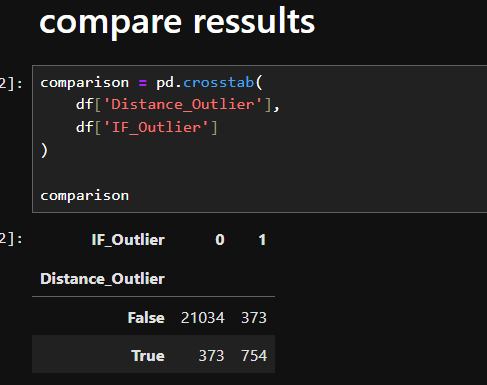 compare ressults
2]:
comparison = pd.crosstab(
df['Distance_Outlier'],
df['IF_Outlier']
)
comparison
2]:
IF_Outlier 0 1
Distance_Outlier
False 21034 373
True 373 754